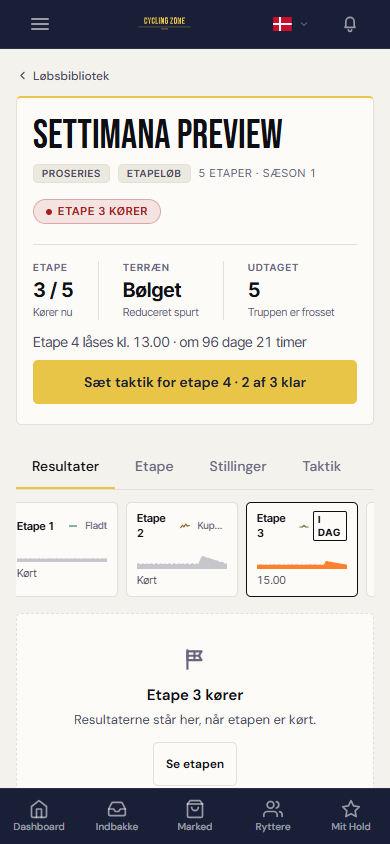 CYCLING ZONE
Løbsbibliotek
SETTIMANA PREVIEW
PROSERIES ETAPELØB 5 ETAPER · SÆSON 1
ETAPE 3 KØRER
ETAPE TERRÆN UDTAGET
3 / 5 Bølget 5
Kører nu Reduceret spurt Truppen er frosset
Etape 4 låses kl. 13.00 · om 96 dage 21 timer
Sæt taktik for etape 4 · 2 af 3 klar
Resultater Etape Stillinger Taktik
Etape 1 Fladt
Kørt
Etape
2
Kup...
Kørt
Etape
3
I
DAG
15.00
Etape 3 kører
Resultaterne står her, når etapen er kørt.
Se etapen
Dashboard Indbakke Marked Ryttere Mit Hold